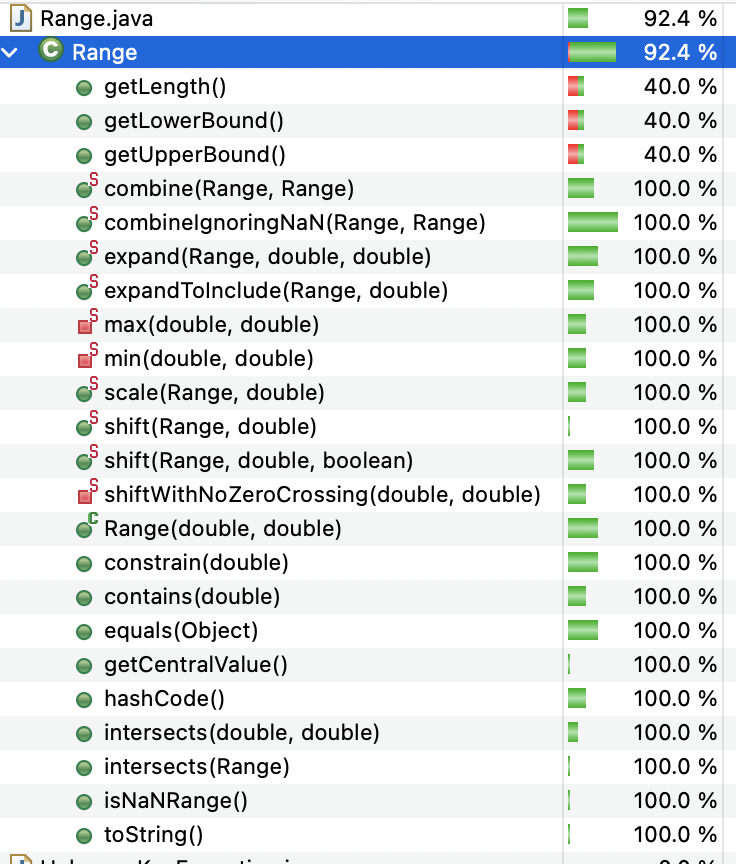 Range.java 92.4 %
Range 92.4 %
getLength() 40.0 %
getLowerBound() 40.0 %
getUpperBound() 40.0 %
combine(Range, Range) 100.0 %
combineIgnoringNaN(Range, Range) 100.0 %
expand(Range, double, double) 100.0 %
expandToInclude(Range, double) 100.0 %
max(double, double) 100.0 %
min(double, double) 100.0 %
scale(Range, double) 100.0 %
shift(Range, double) 100.0 %
shift(Range, double, boolean) 100.0 %
shiftWithNoZeroCrossing(double, double) 100.0 %
Range(double, double) 100.0 %
constrain(double) 100.0 %
contains(double) 100.0 %
equals(Object) 100.0 %
getCentralValue() 100.0 %
hashCode() 100.0 %
intersects(double, double) 100.0 %
intersects(Range) 100.0 %
isNaNRange() 100.0 %
toString() 100.0 %